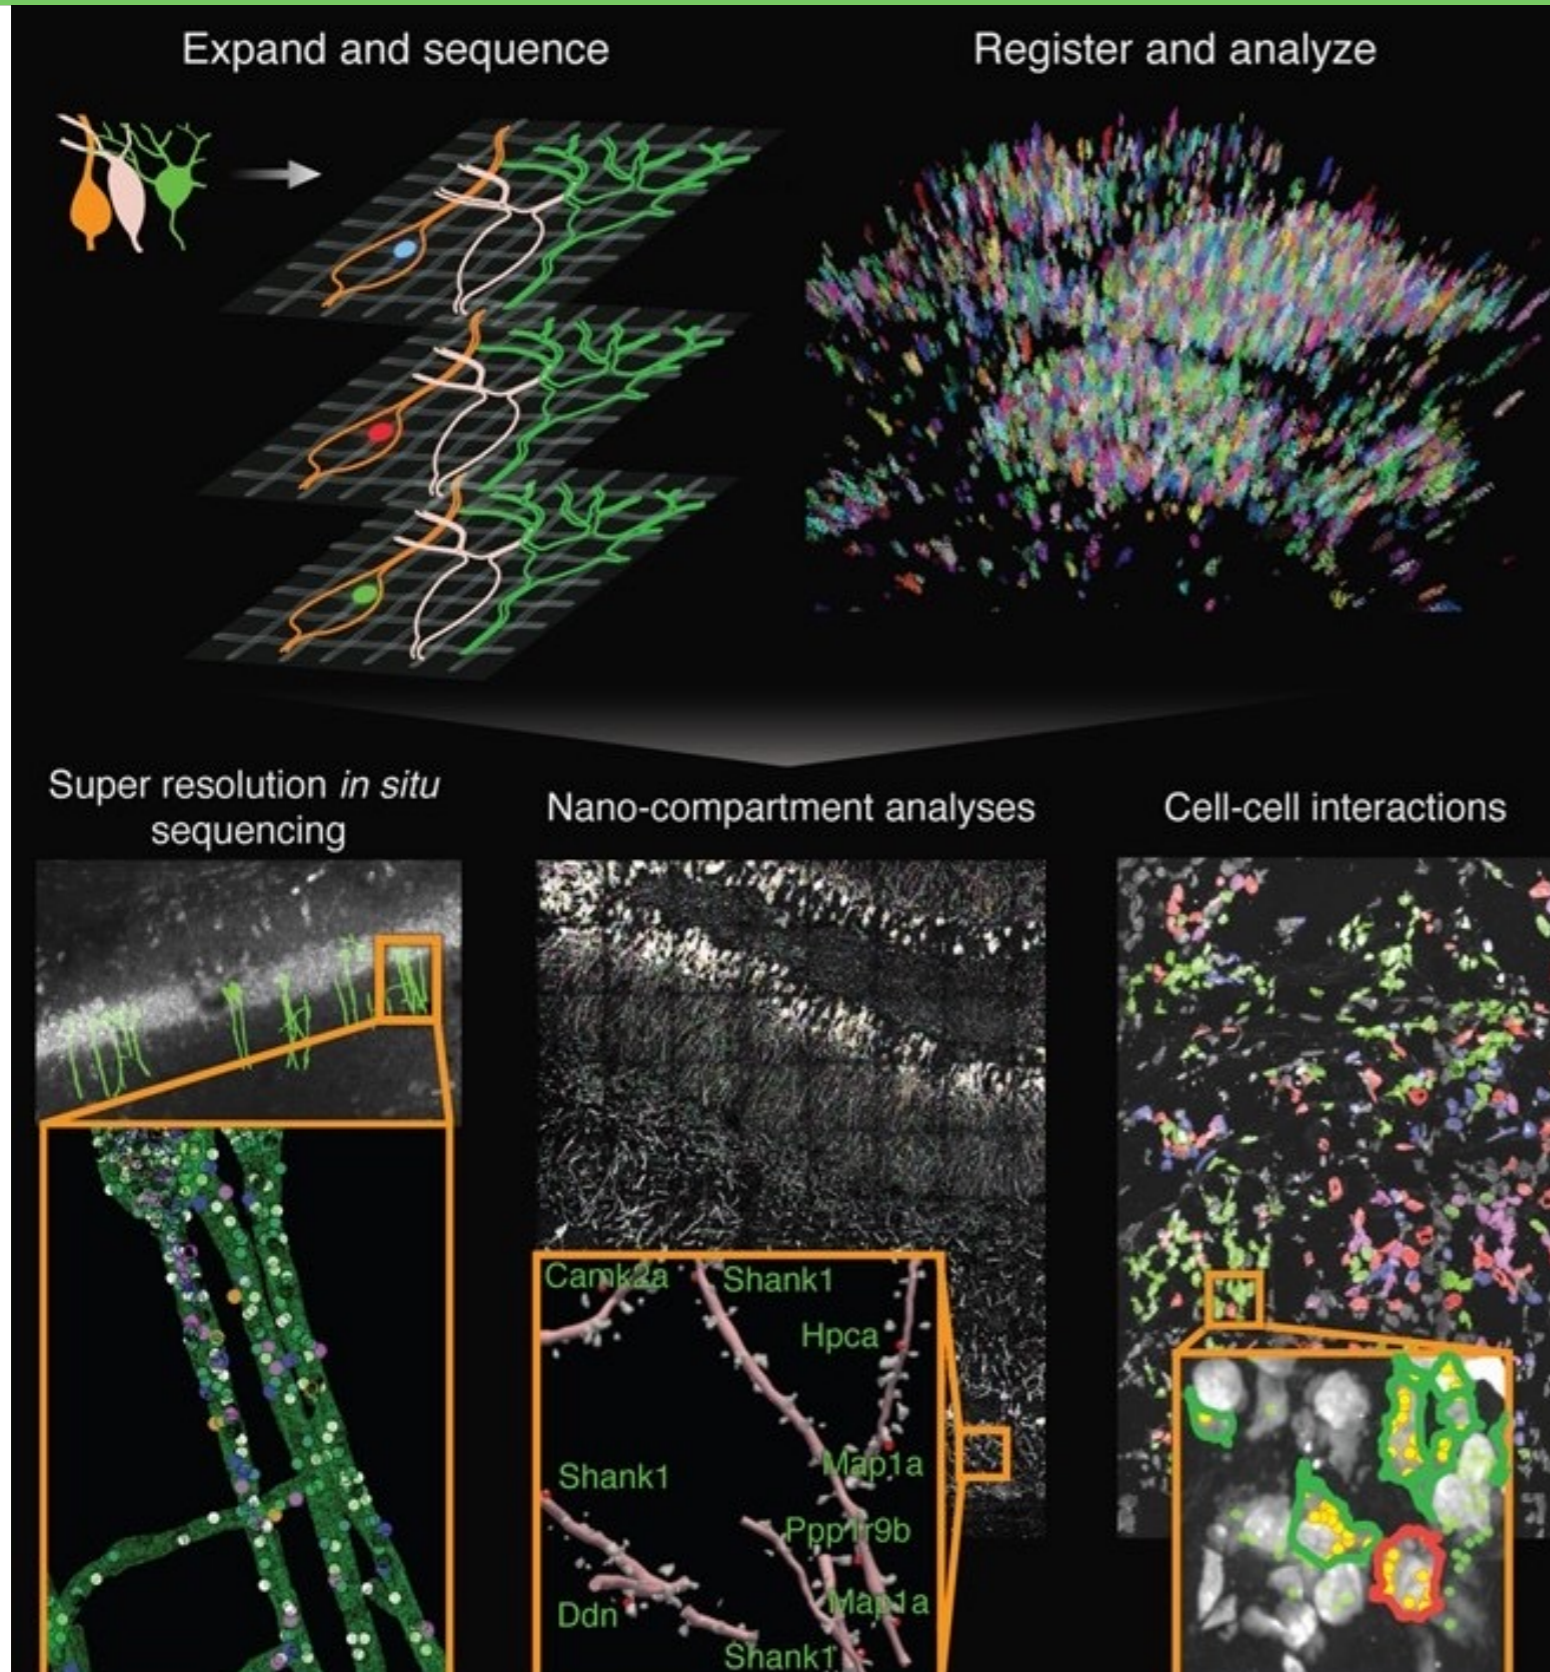 Expand and sequence
Register and analyze
Super resolution in situ
sequencing
Nano-compartment analyses
Cell-cell interactions
Camk2a
Shank1
Hpca
Shank1
Map1a
Ppp1r9b
Ddn
Map1a
Shank1